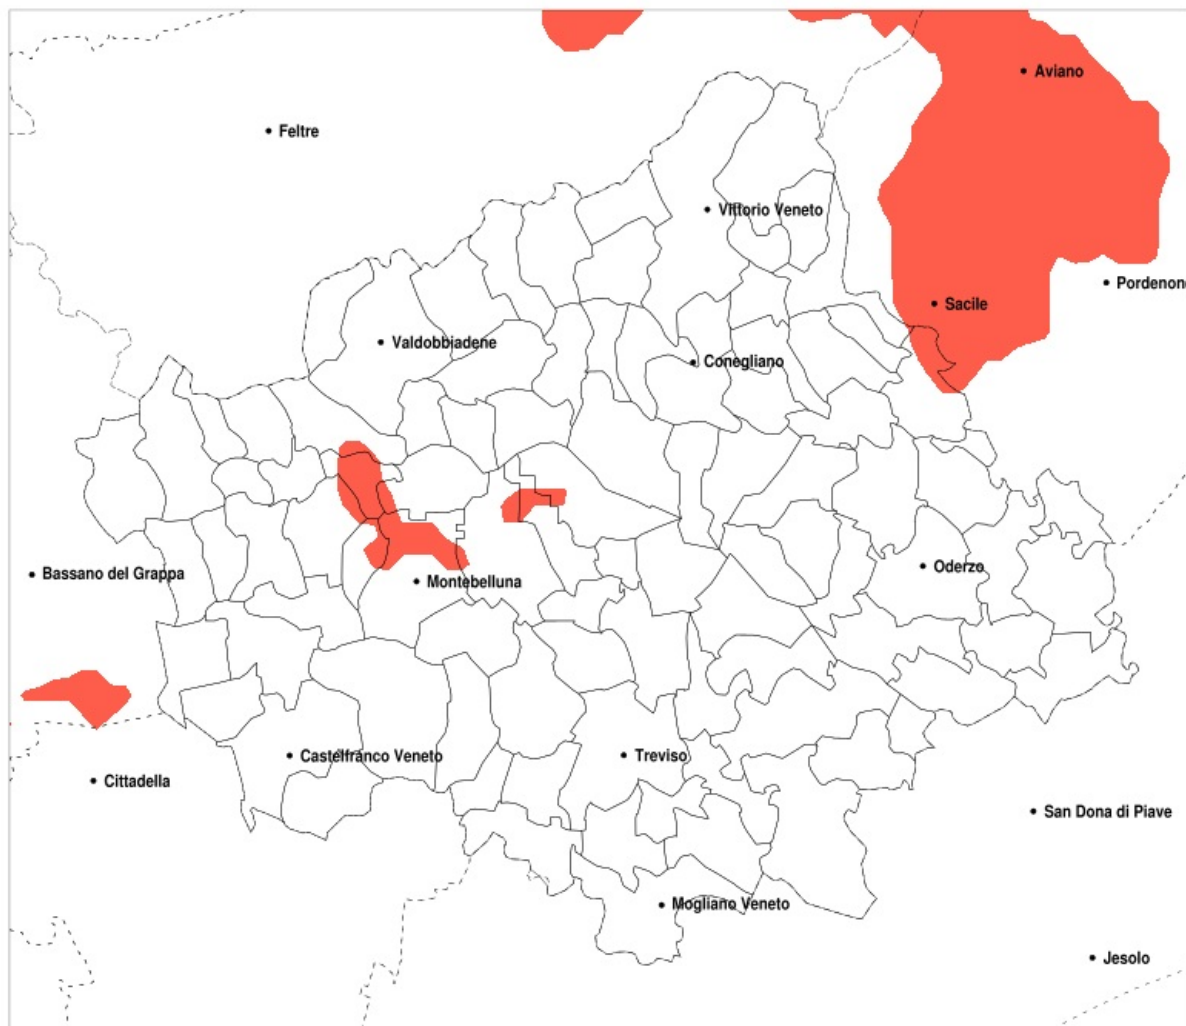 Aviano
Feltre
Vittorio Veneto
Pordenon
Sacile
Valdobbiadene
Conegliano
Bassano del Grappa
Montebelluna
Oderzo
Castelfranco Veneto
Treviso
Cittadella
San Dona di Piave
Mogliano Veneto
Jesolo